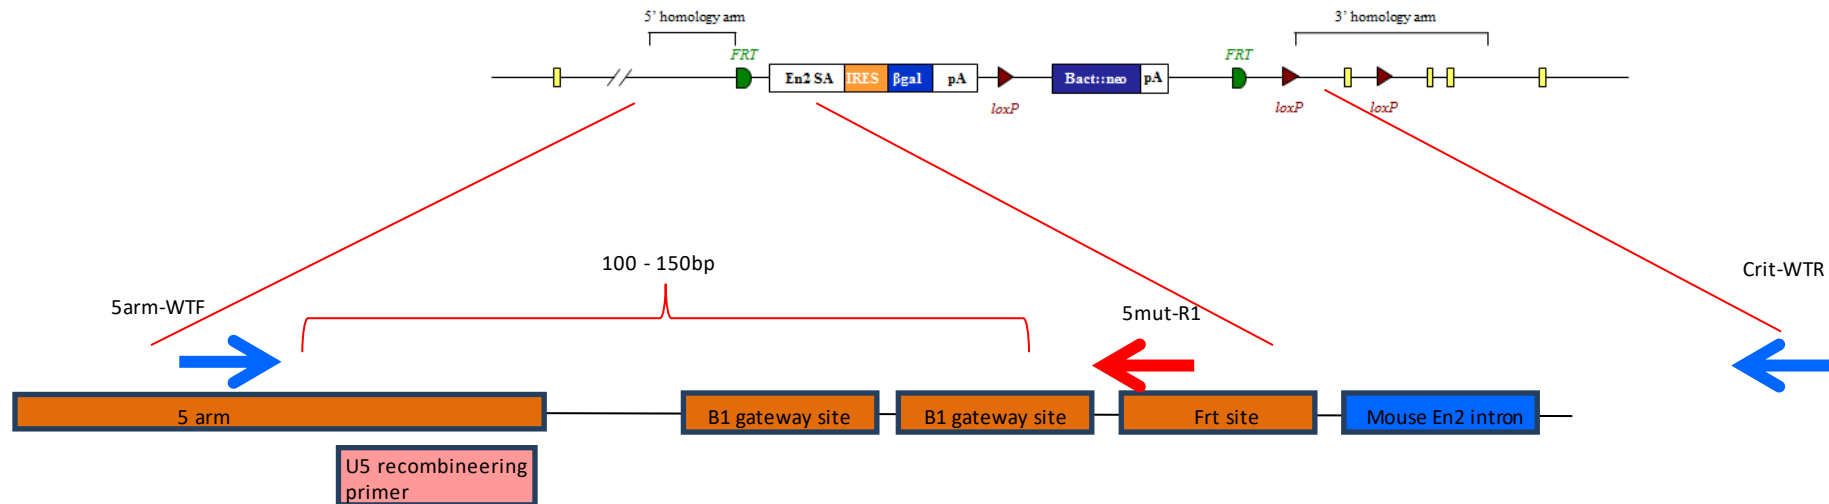 5' homology arm
3' homology arm
FRT
FRT
En2 SA
IRES
βgal
pA
Bact::neo
pA
loxP
loxP
loxP
100 - 150bp
Crit-WTR
5arm-WTF
5mut-R1
5 arm
B1 gateway site
B1 gateway site
Frt site
Mouse En2 intron
U5 recombineering
primer